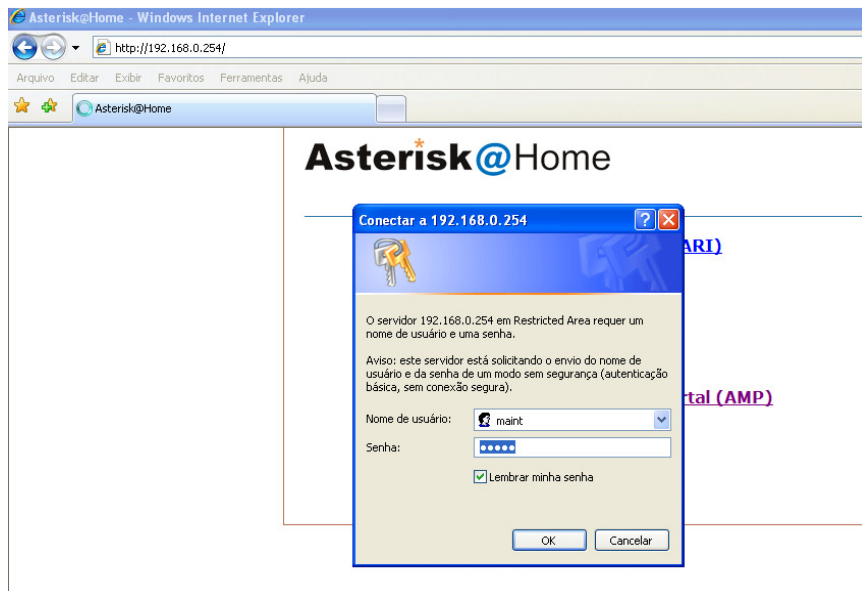 Asterisk@Home - Windows Internet Explorer
http://192.168.0.254/
Arquivo Editar Exibir Favoritos Ferramentas Ajuda
Asterisk@Home
Asterisk@Home
Conectar a 192.168.0.254
ARI)
O servidor 192.168.0.254 em Restricted Area requer um
nome de usuário e uma senha.
Aviso: este servidor está solicitando o envio do nome de
usuário e da senha de um modo sem segurança (autenticação
básica, sem conexão segura).
rtal (AMP)
Nome de usuário: maint
Senha: •••••
Lembrar minha senha
OK Cancelar